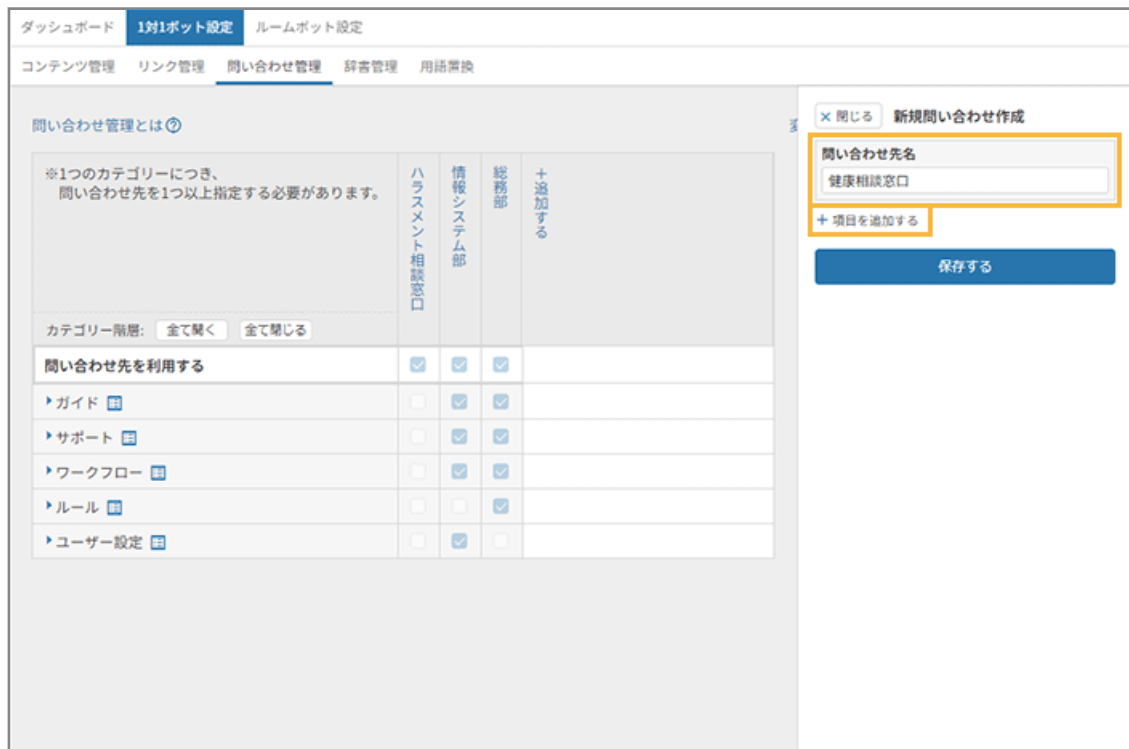 ダッシュボード 1対1ボット設定 ルームボット設定
コンテンツ管理 リンク管理 問い合わせ管理 辞書管理 用語置換
問い合わせ管理とは
変
× 閉じる 新規問い合わせ作成
問い合わせ先名
健康相談窓口
+ 項目を追加する
保存する
※1つのカテゴリーにつき、
問い合わせ先を1つ以上指定する必要があります。
ハラスメント相談窓口
情報システム部
総務部
+追加する
カテゴリー階層: 全て開く 全て閉じる
問い合わせ先を利用する
ガイド
サポート
ワークフロー
ルール
ユーザー設定